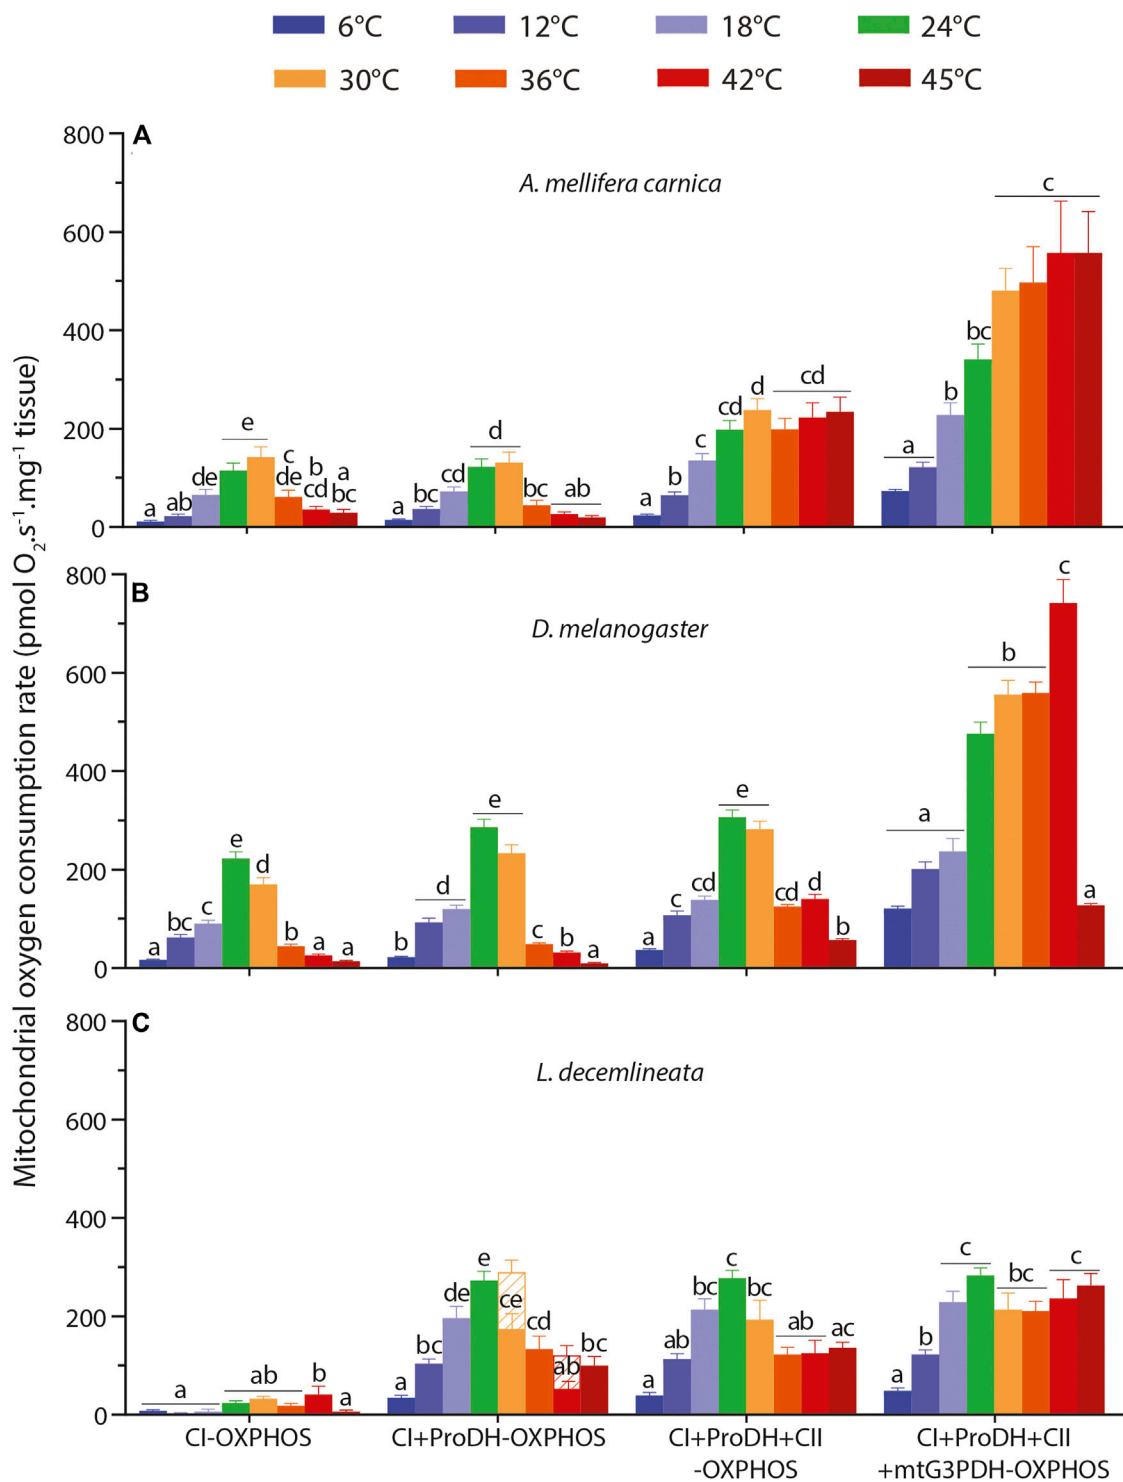 6°C 12°C 18°C 24°C
30°C 36°C 42°C 45°C
Mitochondrial oxygen consumption rate (pmol O₂.s⁻¹.mg⁻¹ tissue)
A
A. mellifera carnica
800
600
400
200
0
a ab de e c de b cd a bc
a bc cd d bc ab
a b c cd d cd
a b bc c
B
D. melanogaster
800
600
400
200
0
a bc c e d b a a
b d e c b a
a c cd e cd d b
a b c a
C
L. decemlineata
800
600
400
200
0
a ab b a
a bc de e ce cd ab bc
a ab bc c bc ab ac
a b c bc c
CI-OXPHOS
CI+ProDH-OXPHOS
CI+ProDH+CII
-OXPHOS
CI+ProDH+CII
+mtG3PDH-OXPHOS